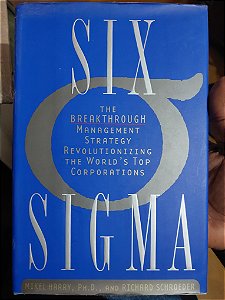 SIX
σ
THE
BREAKTHROUGH
MANAGEMENT
STRATEGY
REVOLUTIONIZING
THE WORLD'S TOP
CORPORATIONS
MIKEL HARRY, PH.D., AND RICHARD SCHROEDER
SIGMA